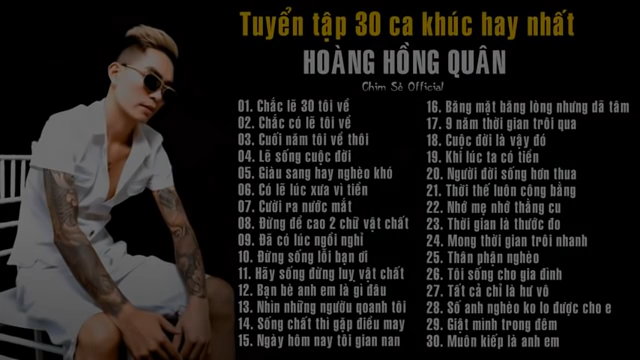 Tuyển tập 30 ca khúc hay nhất
HOÀNG HỒNG QUÂN
Chim Sẻ Official
01. Chắc lẽ 30 tôi về
02. Chắc có lẽ tôi về
03. Cuối năm tôi về thôi
04. Lẽ sống cuộc đời
05. Giàu sang hay nghèo khó
06. Có lẽ lúc xưa vì tiền
07. Cười ra nước mắt
08. Đừng để cao 2 chữ vật chất
09. Đã có lúc ngồi nghỉ
10. Đừng sống lỗi bạn ơi
11. Hãy sống đừng luỵ vật chất
12. Bạn bè anh em là gì đâu
13. Nhìn những ngườu qoanh tôi
14. Sống chất thì gặp điều may
15. Ngày hôm nay tôi gian nan
16. Băng mặt băng lòng nhưng dã tâm
17. 9 năm thời gian trôi qua
18. Cuộc đời là vậy đó
19. Khi lúc ta có tiền
20. Người đời sống hơn thua
21. Thời thế luôn công bằng
22. Nhớ mẹ nhớ thằng cu
23. Thời gian là thước đo
24. Mong thời gian trôi nhanh
25. Thân phận nghèo
26. Tôi sống cho gia đình
27. Tất cả chỉ là hư vô
28. Số anh nghèo ko lo được cho e
29. Giật mình trong đêm
30. Muôn kiếp là anh em